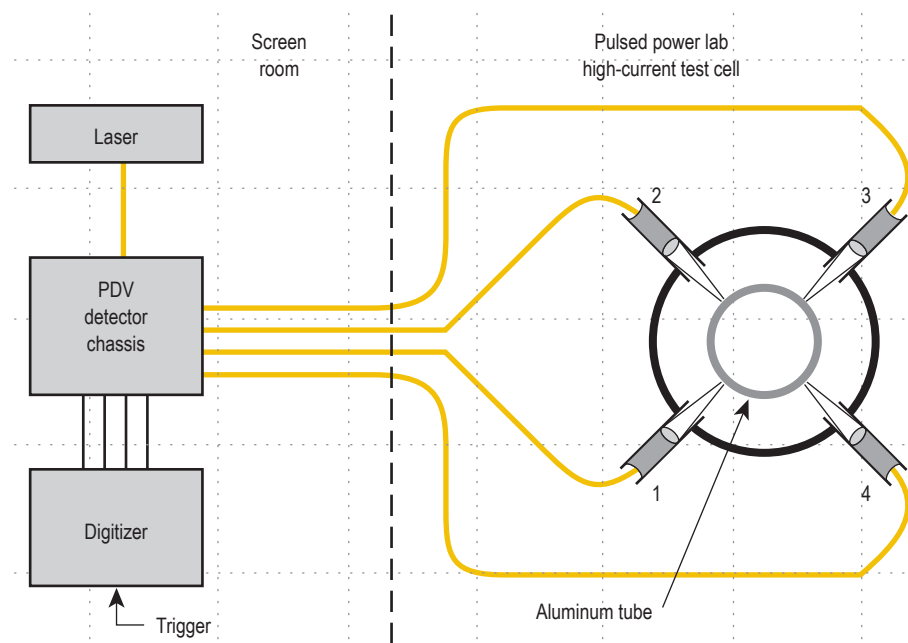 Screen
room
Pulsed power lab
high-current test cell
Laser
2
3
PDV
detector
chassis
1
4
Digitizer
Aluminum tube
Trigger